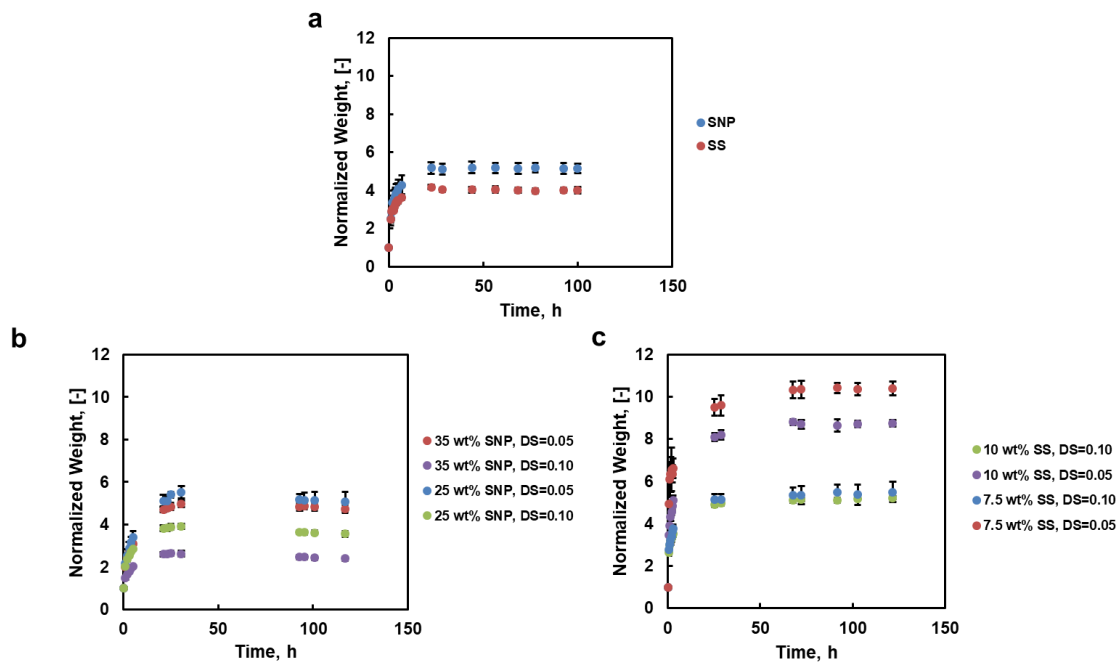 a
12
10
8
6
4
2
0
Normalized Weight, [-]
0
50
100
150
Time, h
SNP
SS
b
12
10
8
6
4
2
0
Normalized Weight, [-]
0
50
100
150
Time, h
35 wt% SNP, DS=0.05
35 wt% SNP, DS=0.10
25 wt% SNP, DS=0.05
25 wt% SNP, DS=0.10
c
12
10
8
6
4
2
0
Normalized Weight, [-]
0
50
100
150
Time, h
10 wt% SS, DS=0.10
10 wt% SS, DS=0.05
7.5 wt% SS, DS=0.10
7.5 wt% SS, DS=0.05